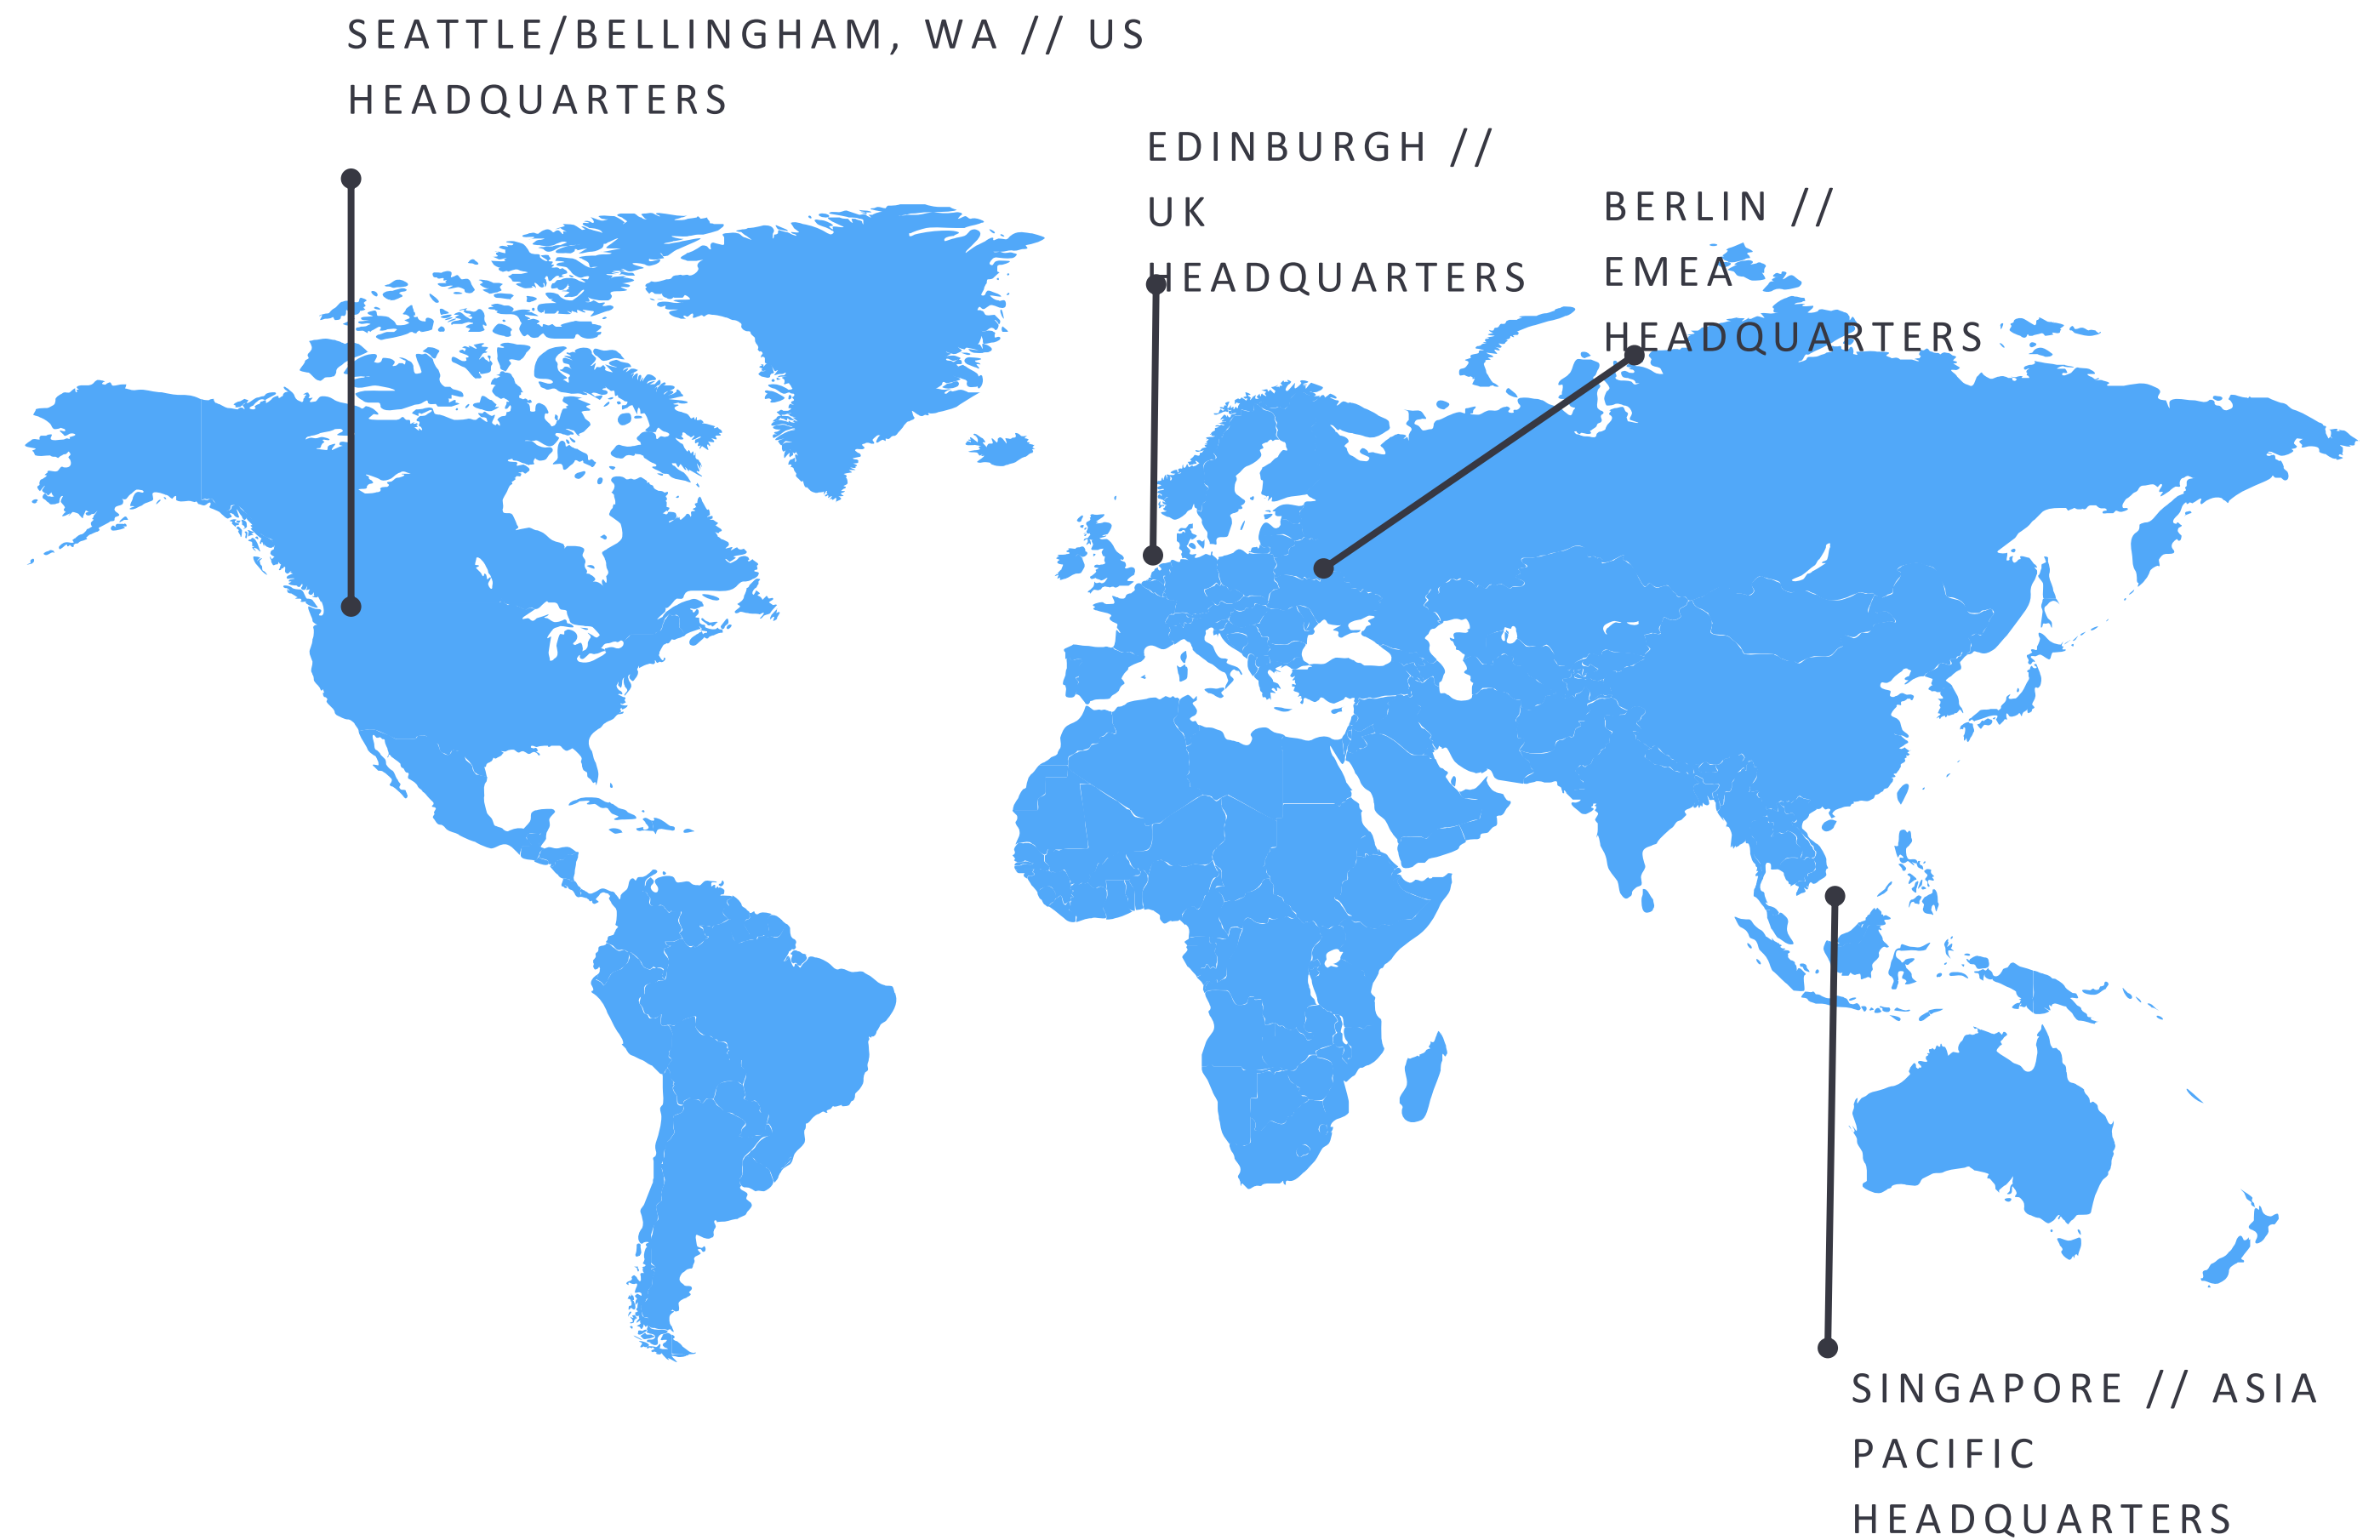 SEATTLE/BELLINGHAM, WA // US
HEADQUARTERS
EDINBURGH //
UK
HEADQUARTERS
BERLIN //
EMEA
HEADQUARTERS
SINGAPORE // ASIA
PACIFIC
HEADQUARTERS